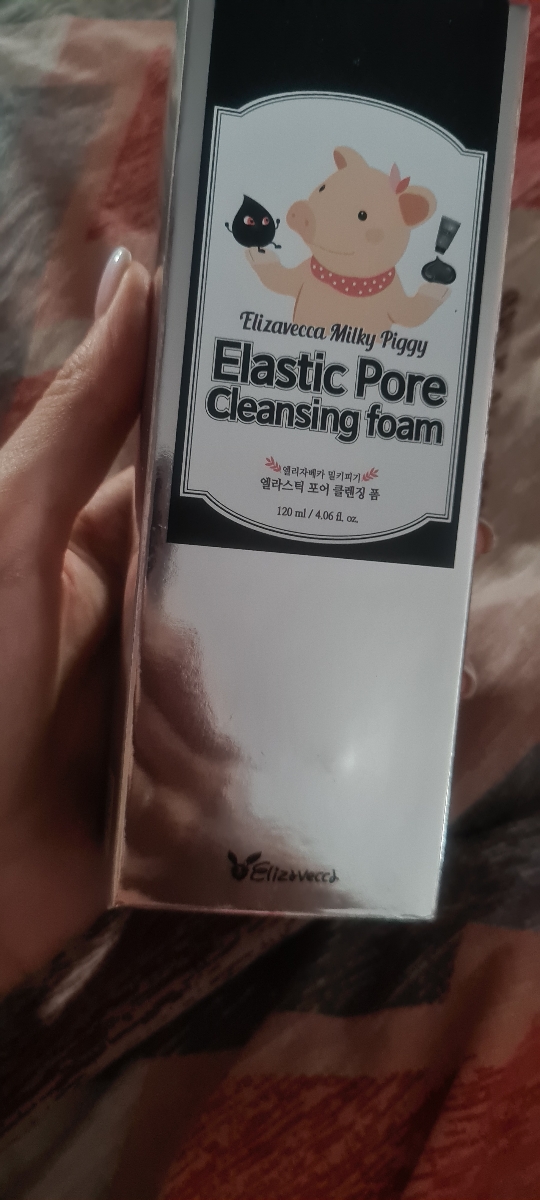 Elizavecca Milky Piggy
Elastic Pore
Cleansing foam
엘리자베카 밀키피기
엘라스틱 포어 클렌징 폼
120 ml / 4.06 fl. oz.
Elizavecca